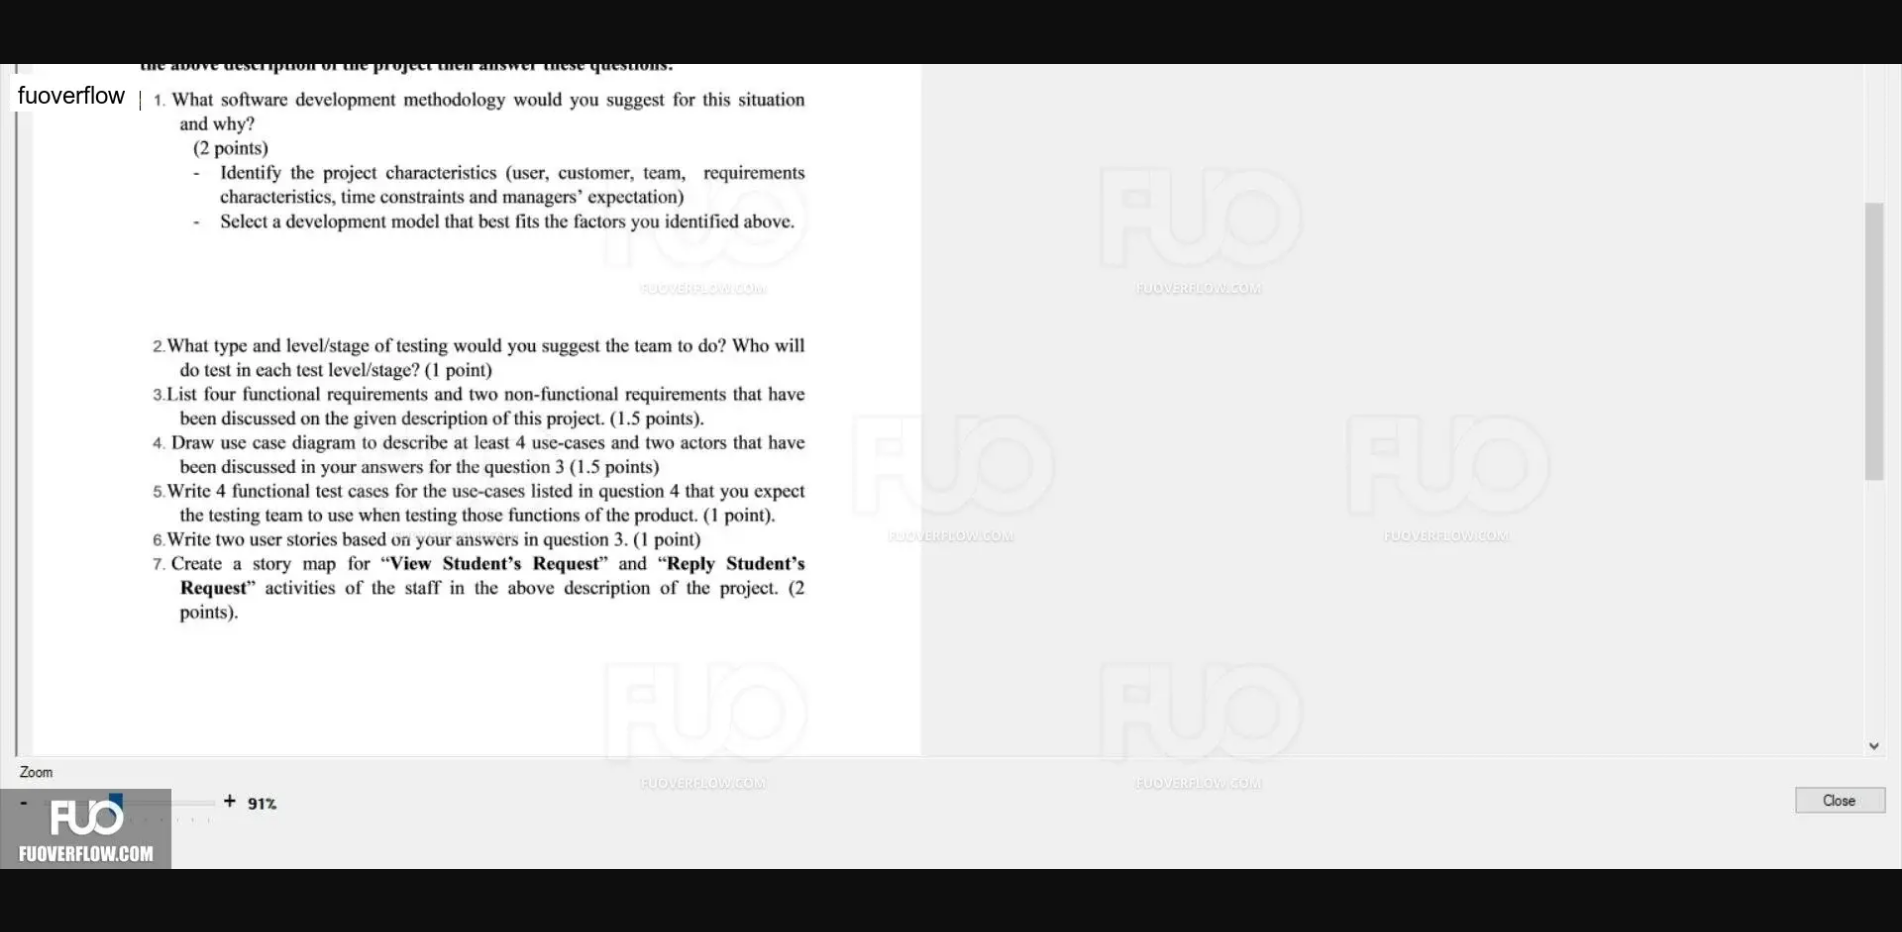 the above description of the project then answer these questions.
fuoverflow
1. What software development methodology would you suggest for this situation
and why?
(2 points)
- Identify the project characteristics (user, customer, team, requirements
characteristics, time constraints and managers' expectation)
- Select a development model that best fits the factors you identified above.
FUO
FUOVERFLOW.COM
FUO
FUOVERFLOW.COM
2.What type and level/stage of testing would you suggest the team to do? Who will
do test in each test level/stage? (1 point)
3.List four functional requirements and two non-functional requirements that have
been discussed on the given description of this project. (1.5 points).
4. Draw use case diagram to describe at least 4 use-cases and two actors that have
been discussed in your answers for the question 3 (1.5 points)
5.Write 4 functional test cases for the use-cases listed in question 4 that you expect
the testing team to use when testing those functions of the product. (1 point).
6.Write two user stories based on your answers in question 3. (1 point)
7. Create a story map for “View Student's Request” and “Reply Student's
Request” activities of the staff in the above description of the project. (2
points).
FUO
FUOVERFLOW.COM
FUO
FUOVERFLOW.COM
FUO
FUOVERFLOW.COM
FUO
FUOVERFLOW.COM
Zoom
- + 91%
Close
FUO
FUOVERFLOW.COM